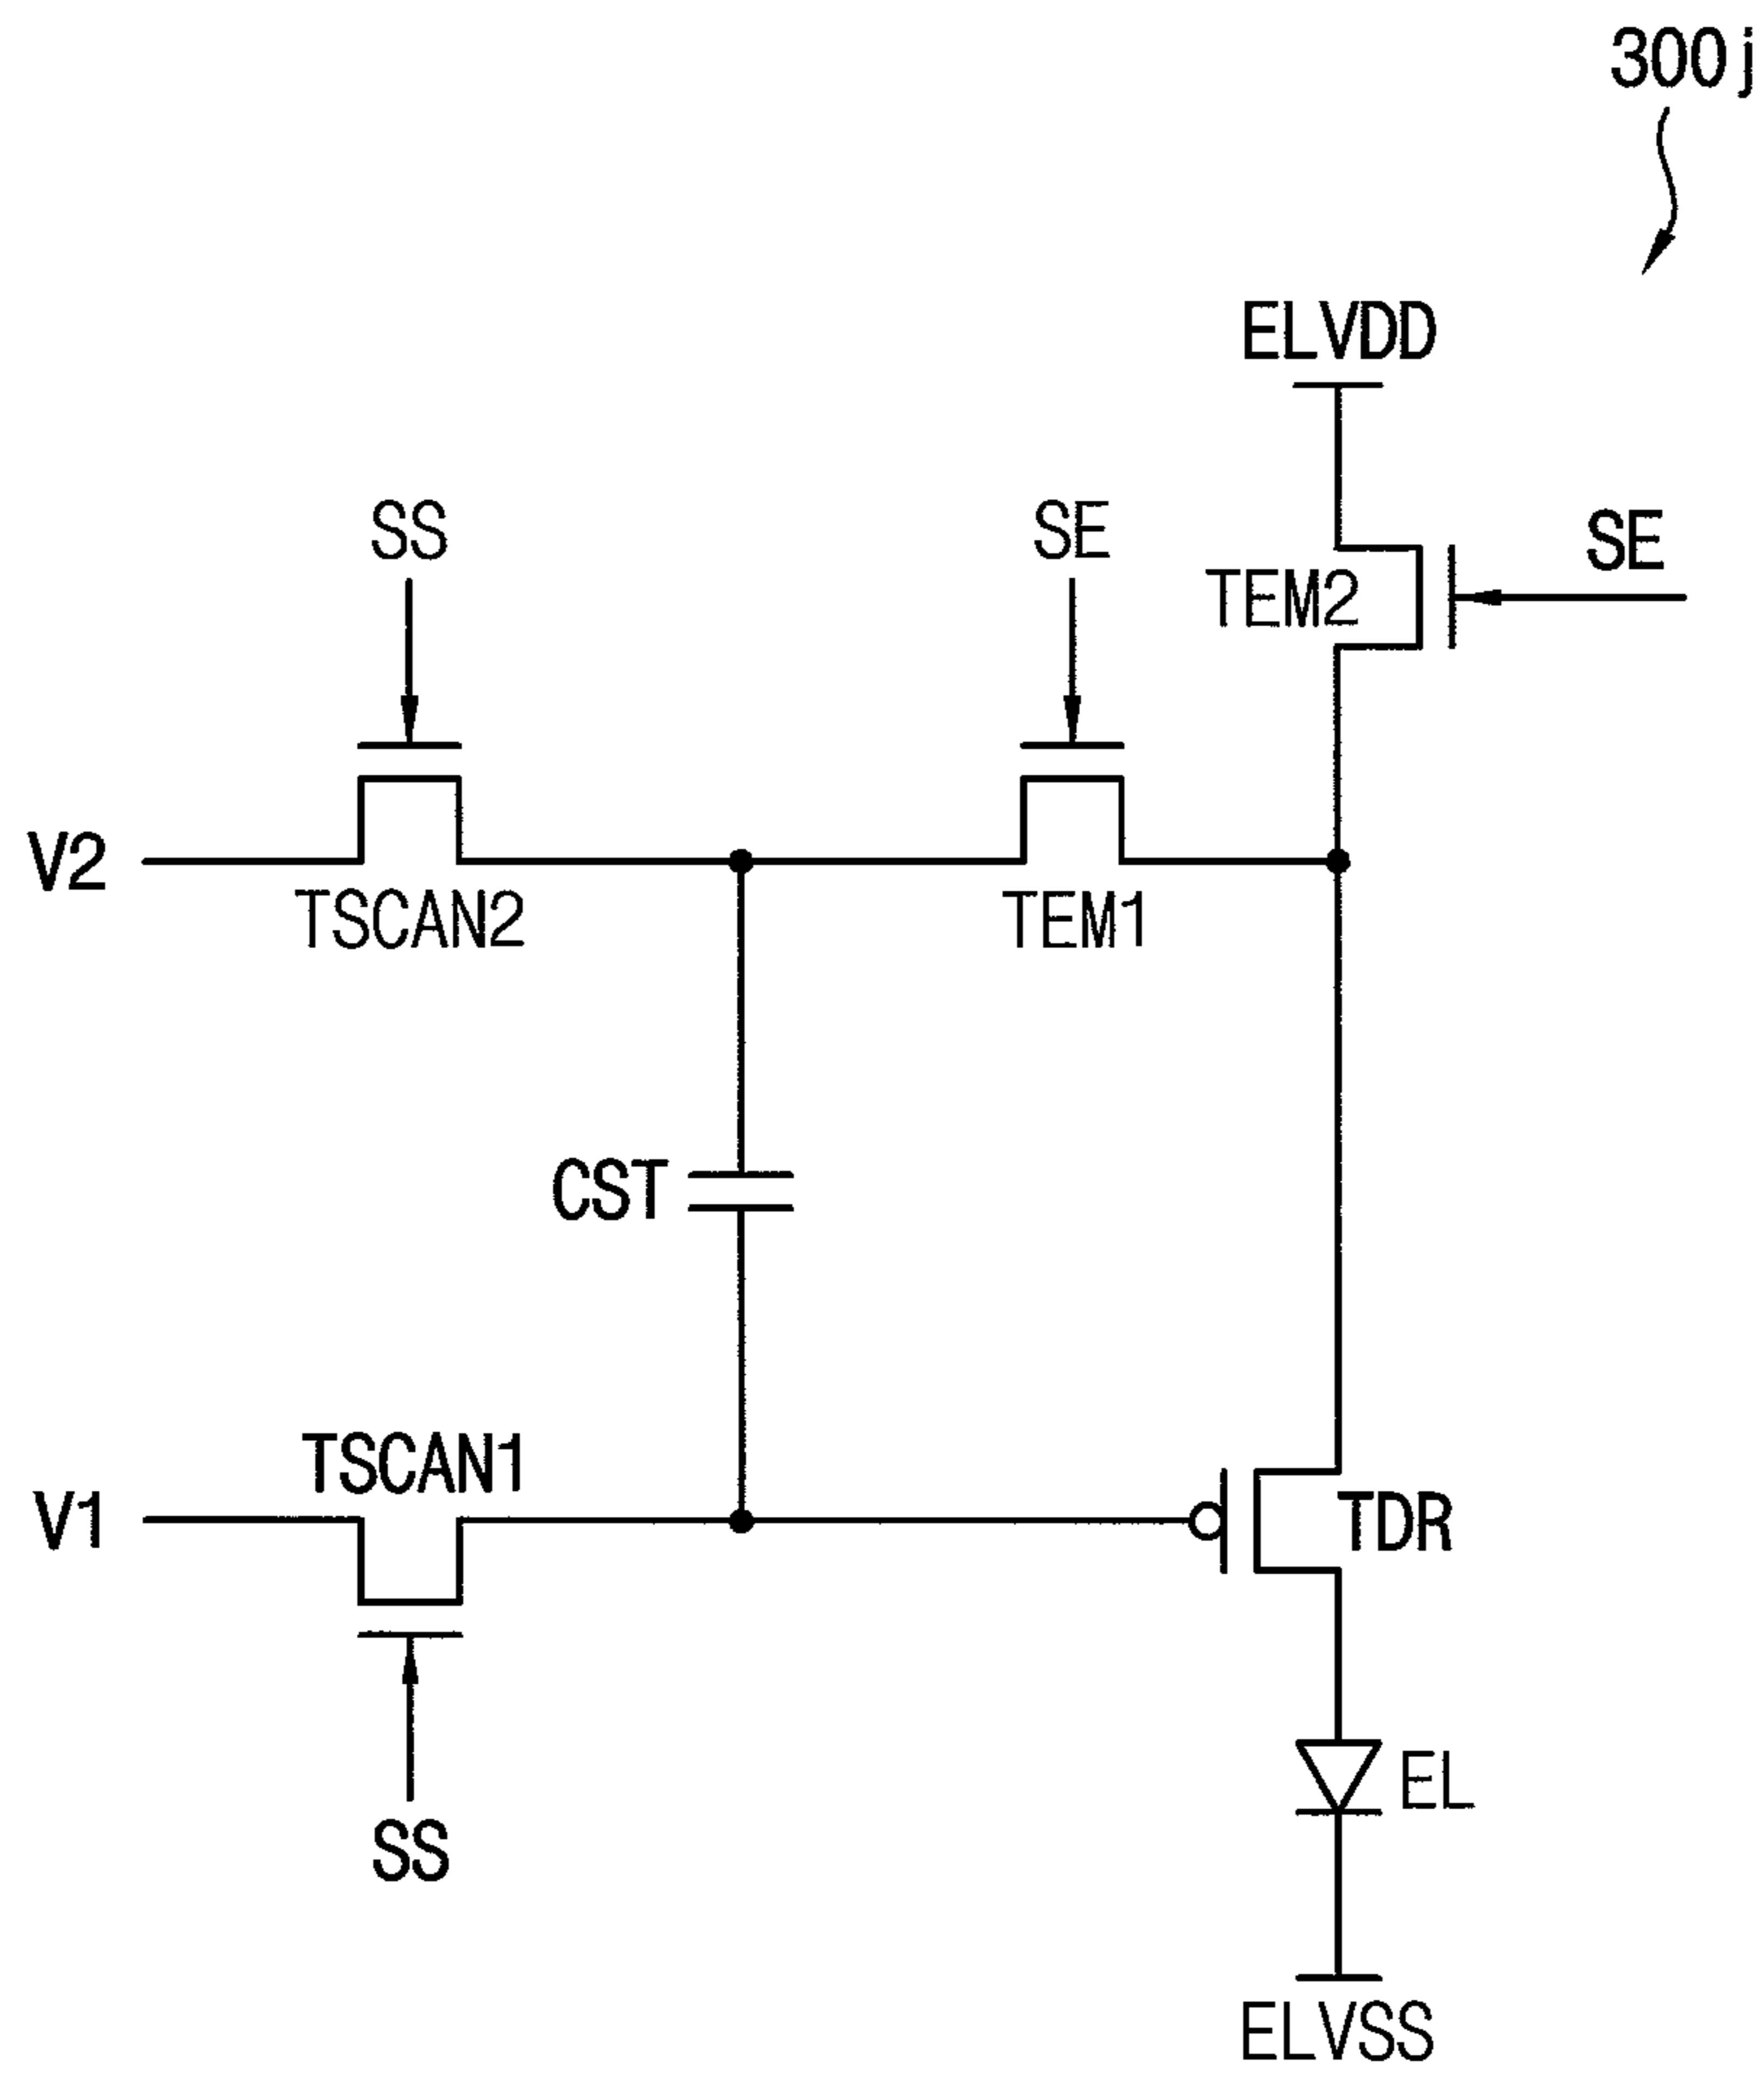 300j
ELVDD
SS
SE
SE
TEM2
V2
TSCAN2
TEM1
CST
TSCAN1
V1
TDR
EL
SS
ELVSS